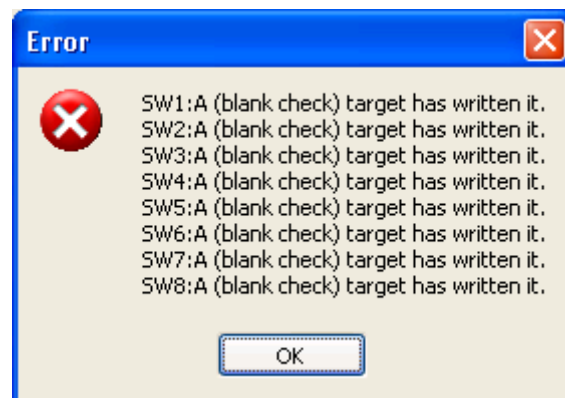 Error
SW1:A (blank check) target has written it.
SW2:A (blank check) target has written it.
SW3:A (blank check) target has written it.
SW4:A (blank check) target has written it.
SW5:A (blank check) target has written it.
SW6:A (blank check) target has written it.
SW7:A (blank check) target has written it.
SW8:A (blank check) target has written it.
OK